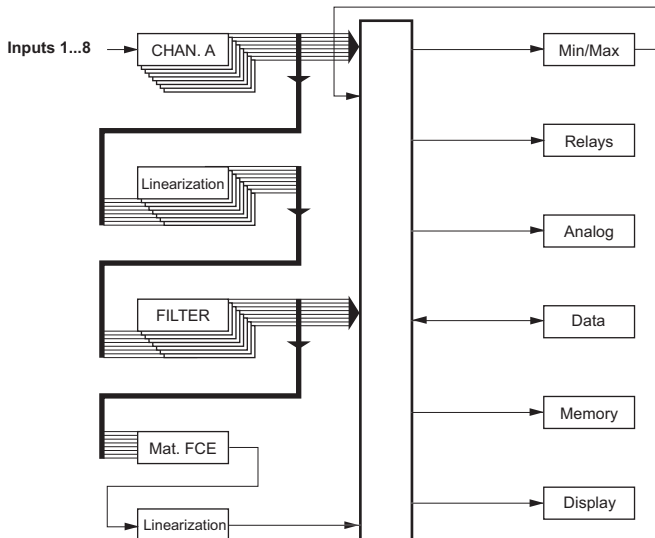 Inputs 1...8
CHAN. A
Min/Max
Relays
Linearization
Analog
FILTER
Data
Mat. FCE
Memory
Linearization
Display